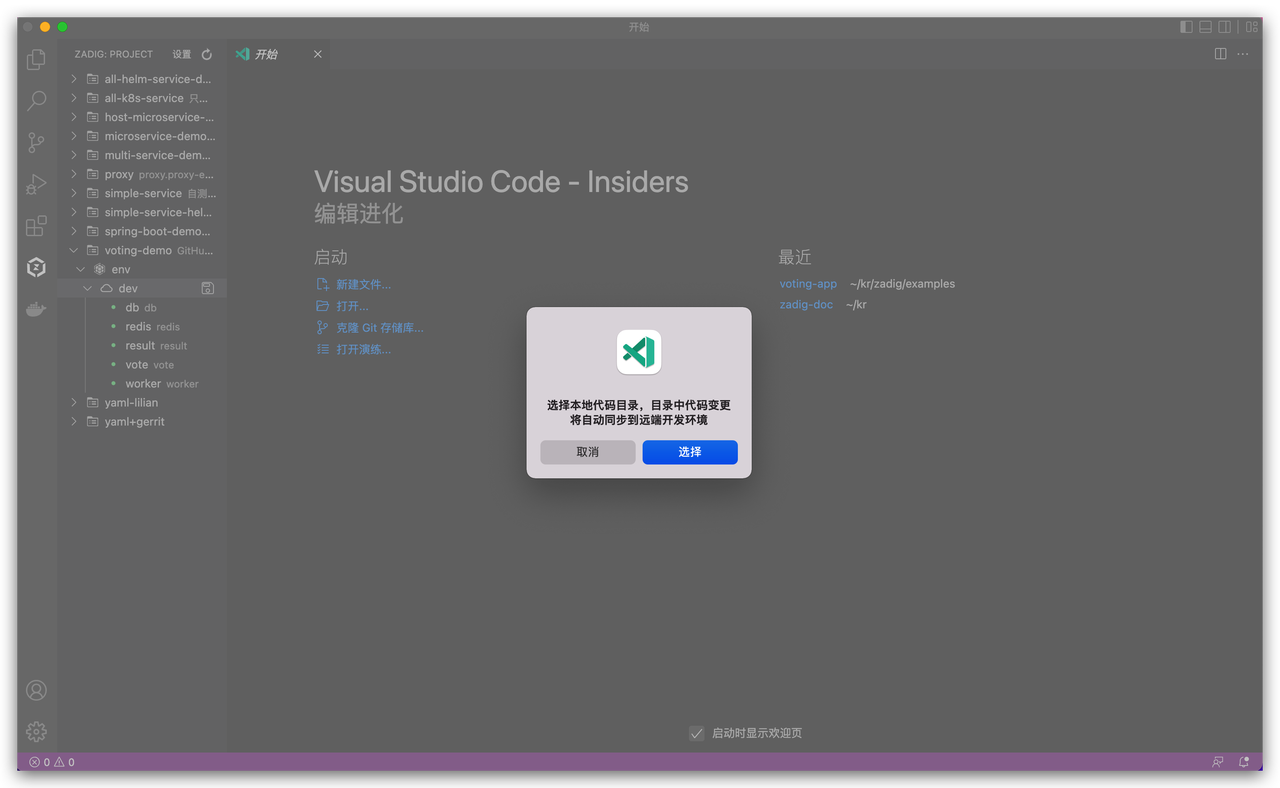 开始
ZADIG: PROJECT 设置
开始
all-helm-service-d...
all-k8s-service 只...
host-microservice-...
microservice-demo...
multi-service-dem...
proxy proxy.proxy-e...
simple-service 自测...
simple-service-hel...
spring-boot-demo...
voting-demo GitHu...
env
dev
db db
redis redis
result result
vote vote
worker worker
yaml-lilian
yaml+gerrit
Visual Studio Code - Insiders
编辑进化
启动
新建文件...
打开...
克隆 Git 存储库...
打开演练...
最近
voting-app ~/kr/zadig/examples
zadig-doc ~/kr
选择本地代码目录，目录中代码变更
将自动同步到远端开发环境
取消 选择
启动时显示欢迎页
0 0